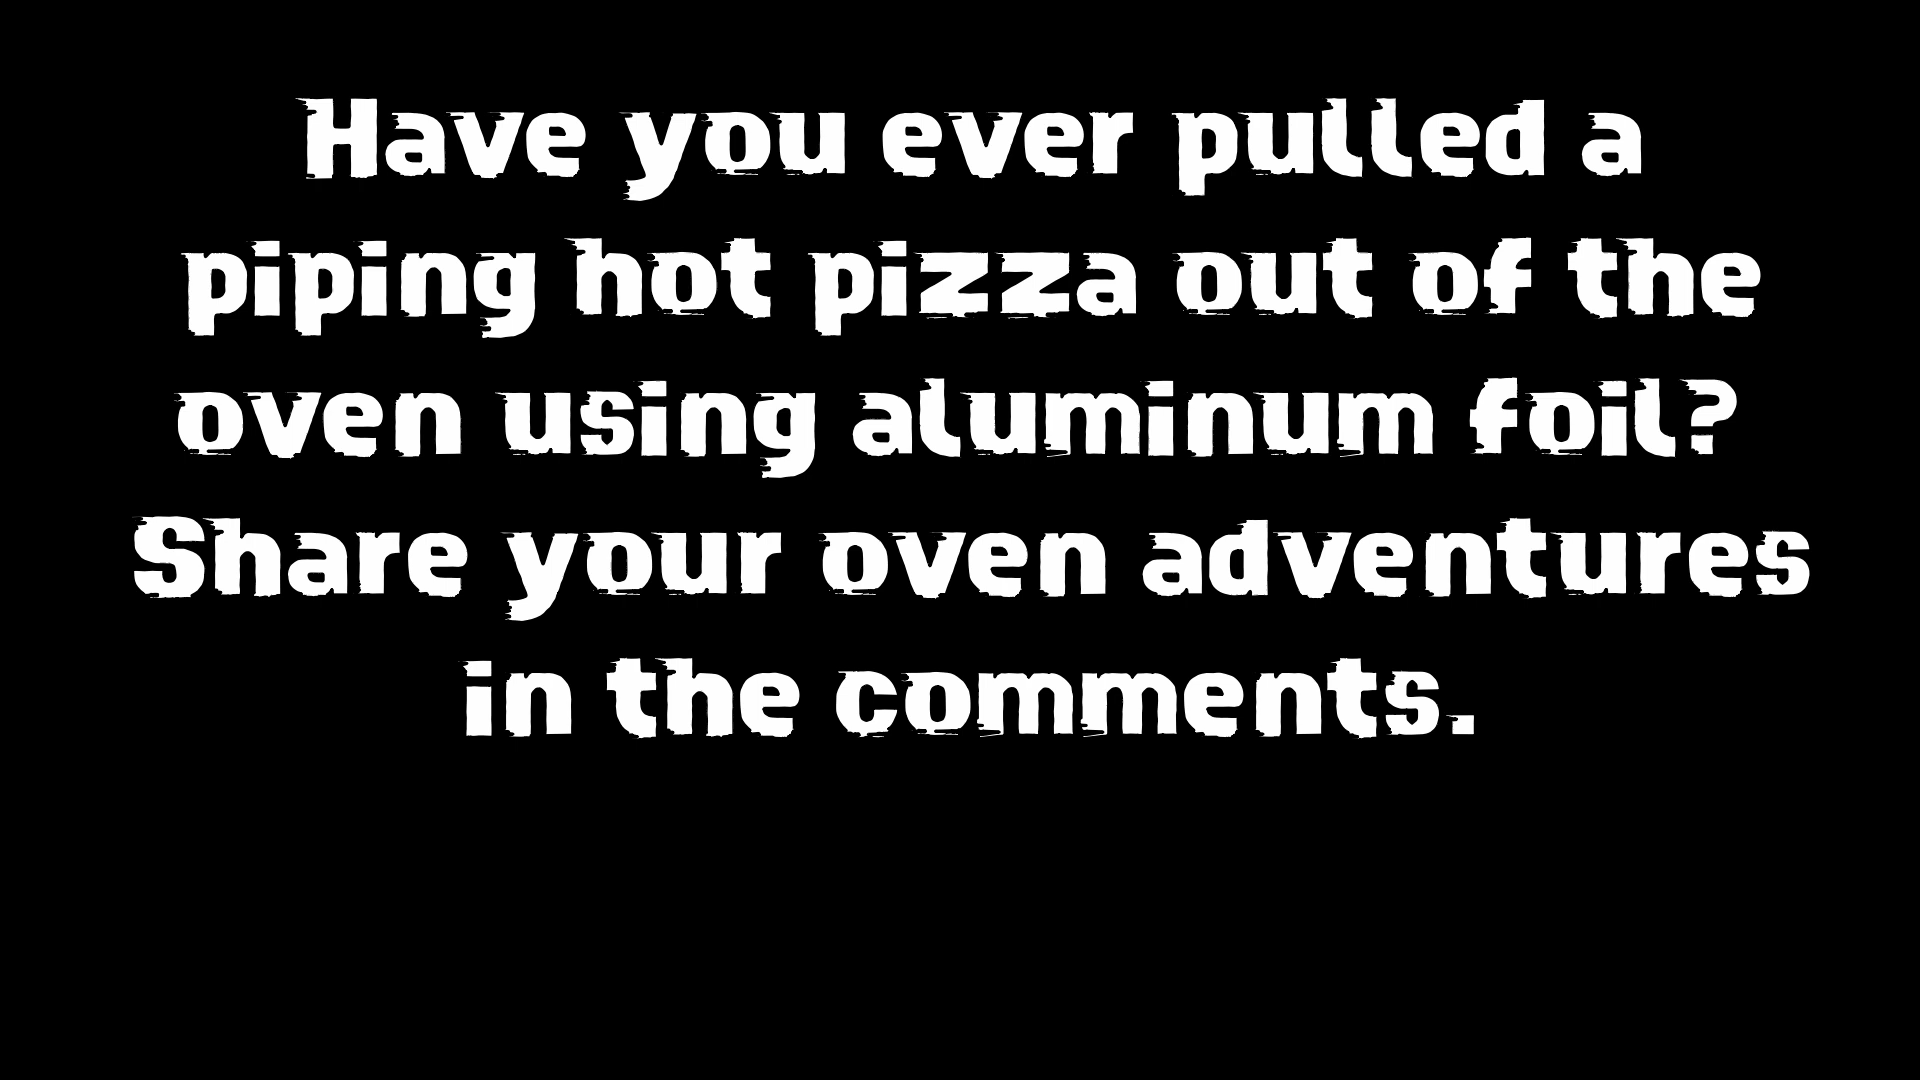 Have you ever pulled a
piping hot pizza out of the
oven using aluminum foil?
Share your oven adventures
in the comments.